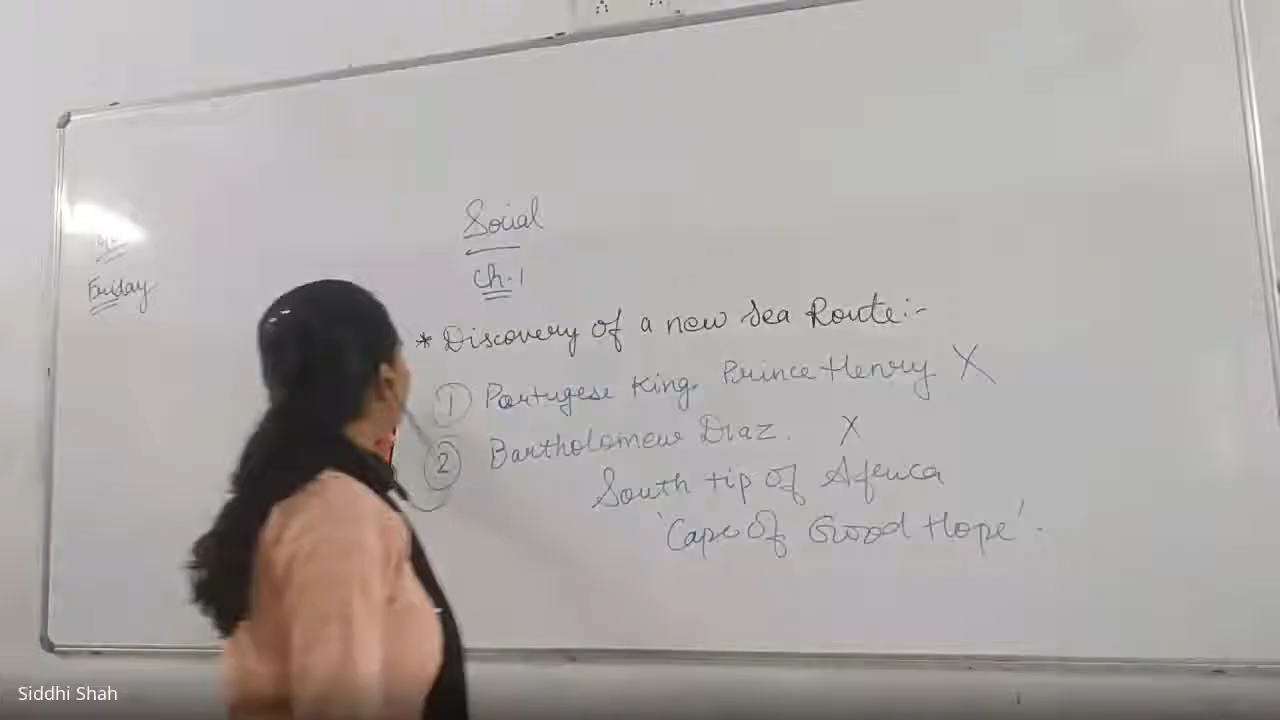 Social
Ch.1
Friday
* Discovery of a new Sea Route:-
① Portugese King. Prince Henry X
② Bartholomew Diaz. X
South tip of Africa
'Cape of Good Hope'.
Siddhi Shah